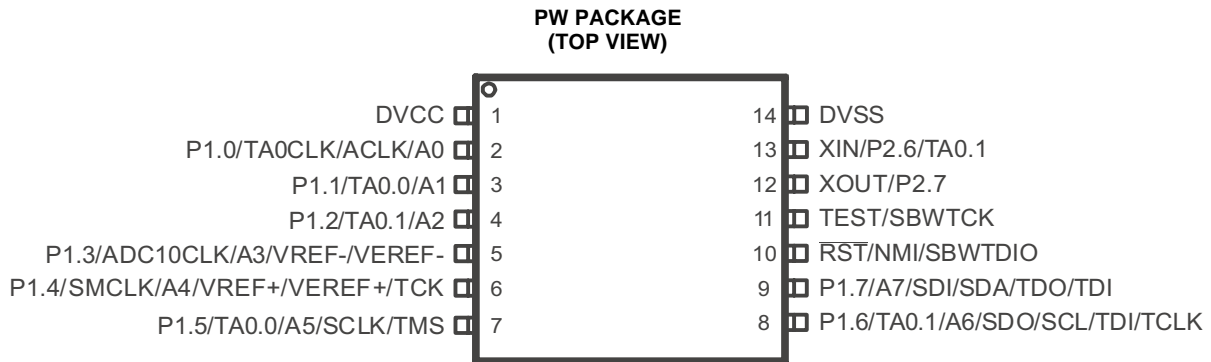 PW PACKAGE
(TOP VIEW)
DVCC 1 14 DVSS
P1.0/TA0CLK/ACLK/A0 2 13 XIN/P2.6/TA0.1
P1.1/TA0.0/A1 3 12 XOUT/P2.7
P1.2/TA0.1/A2 4 11 TEST/SBWTCK
P1.3/ADC10CLK/A3/VREF-/VEREF- 5 10 RST/NMI/SBWTDIO
P1.4/SMCLK/A4/VREF+/VEREF+/TCK 6 9 P1.7/A7/SDI/SDA/TDO/TDI
P1.5/TA0.0/A5/SCLK/TMS 7 8 P1.6/TA0.1/A6/SDO/SCL/TDI/TCLK